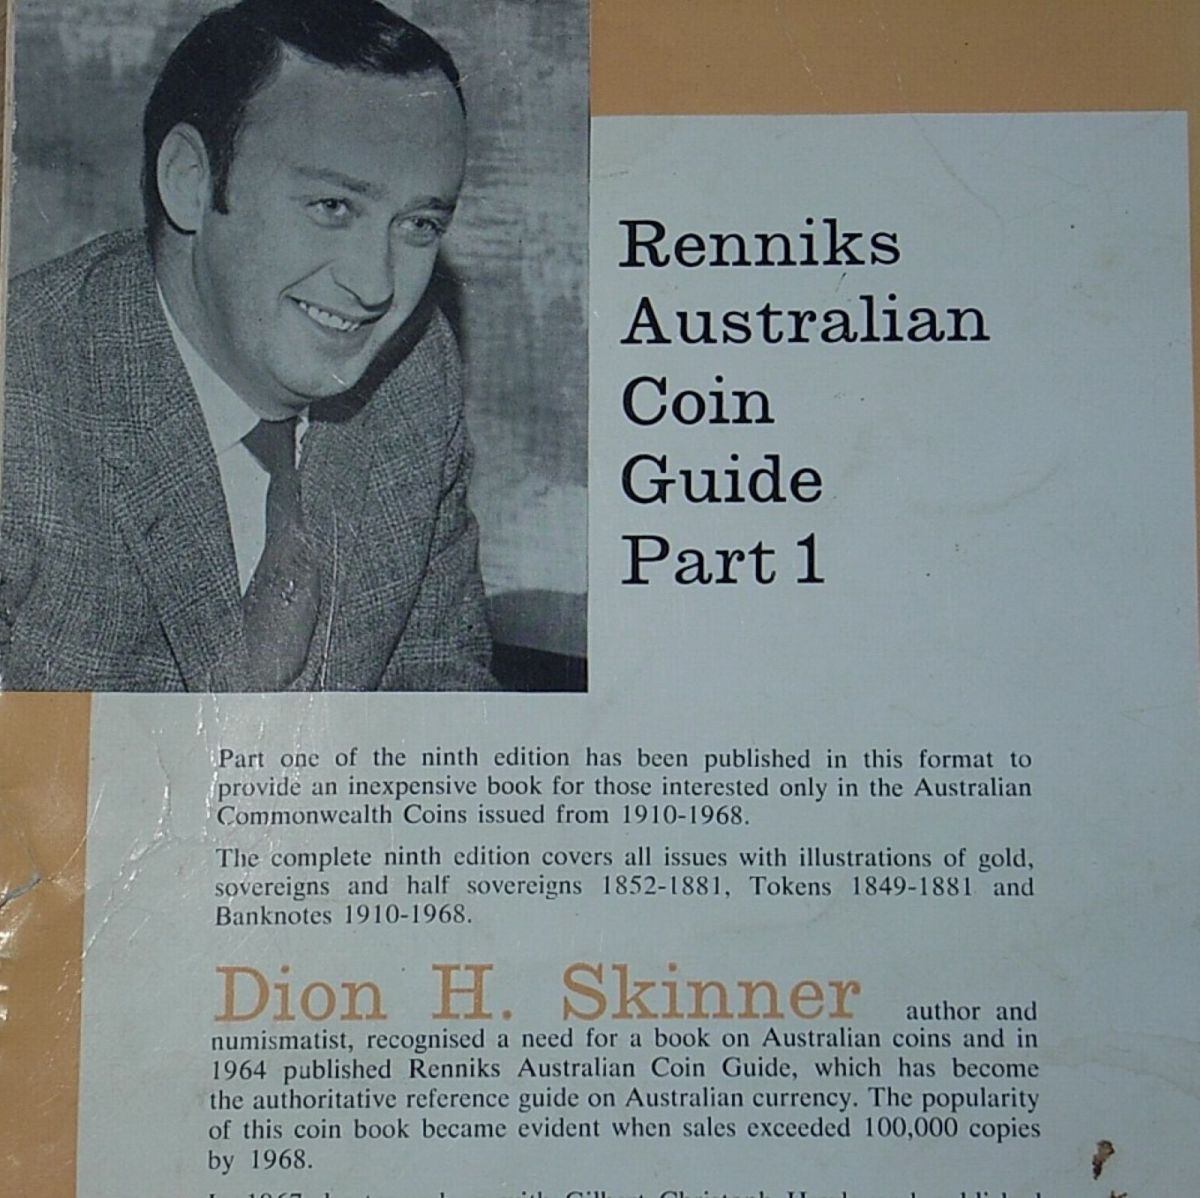 Renniks
Australian
Coin
Guide
Part 1
Part one of the ninth edition has been published in this format to
provide an inexpensive book for those interested only in the Australian
Commonwealth Coins issued from 1910-1968.
The complete ninth edition covers all issues with illustrations of gold,
sovereigns and half sovereigns 1852-1881, Tokens 1849-1881 and
Banknotes 1910-1968.
Dion H. Skinner author and
numismatist, recognised a need for a book on Australian coins and in
1964 published Renniks Australian Coin Guide, which has become
the authoritative reference guide on Australian currency. The popularity
of this coin book became evident when sales exceeded 100,000 copies
by 1968.